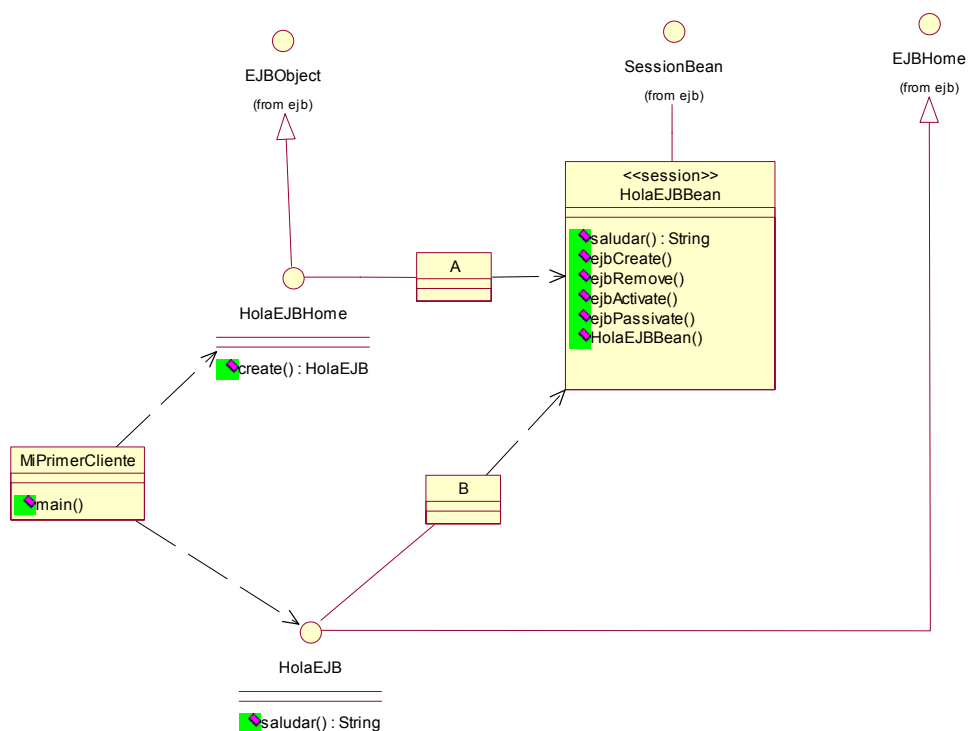 EJBObject
(from ejb)
SessionBean
(from ejb)
EJBHome
(from ejb)
<<session>>
HolaEJBBean
saludar() : String
ejbCreate()
ejbRemove()
ejbActivate()
ejbPassivate()
HolaEJBBean()
A
HolaEJBHome
create() : HolaEJB
MiPrimerCliente
main()
B
HolaEJB
saludar() : String